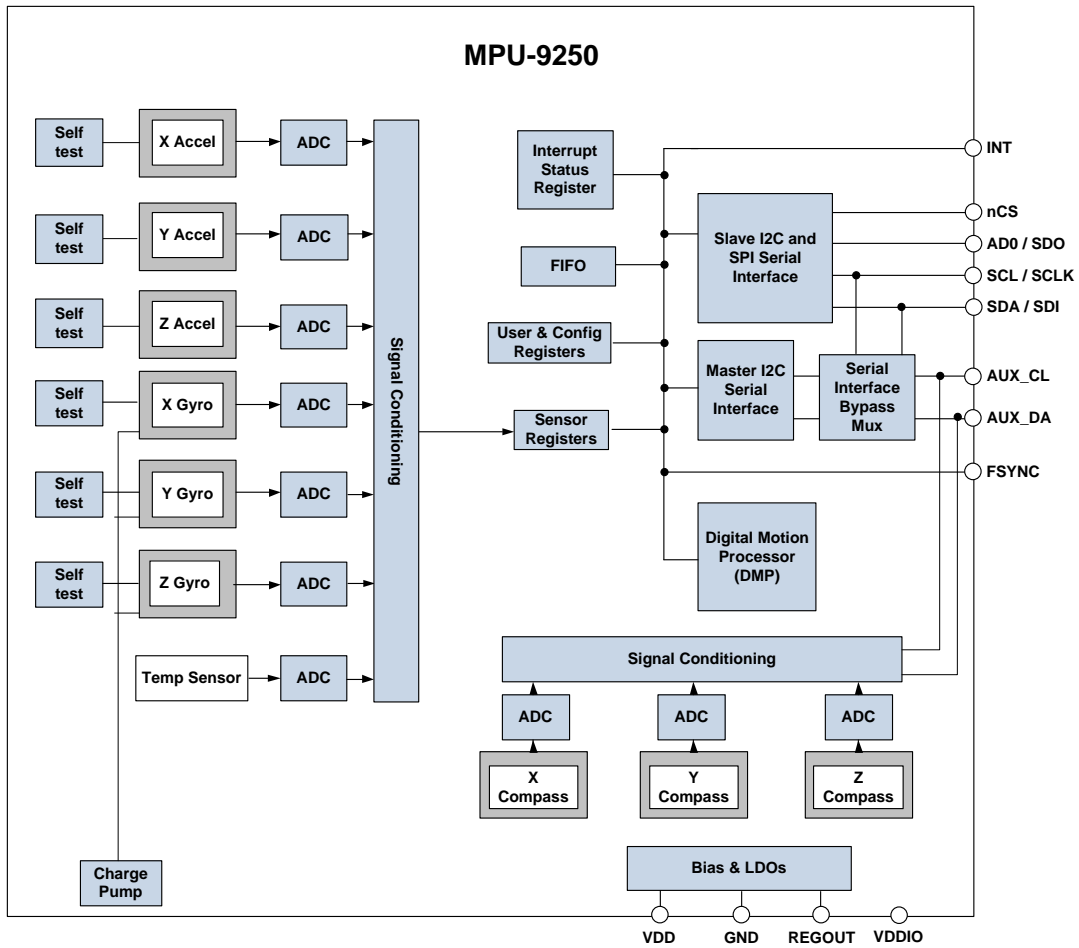 MPU-9250
Self
test
X Accel
ADC
Self
test
Y Accel
ADC
Self
test
Z Accel
ADC
Self
test
X Gyro
ADC
Self
test
Y Gyro
ADC
Self
test
Z Gyro
ADC
Temp Sensor
ADC
Signal Conditioning
Charge
Pump
Interrupt
Status
Register
FIFO
User & Config
Registers
Sensor
Registers
Slave I2C and
SPI Serial
Interface
Master I2C
Serial
Interface
Serial
Interface
Bypass
Mux
Digital Motion
Processor
(DMP)
INT
nCS
AD0 / SDO
SCL / SCLK
SDA / SDI
AUX_CL
AUX_DA
FSYNC
Signal Conditioning
ADC
ADC
ADC
X
Compass
Y
Compass
Z
Compass
Bias & LDOs
VDD
GND
REGOUT
VDDIO